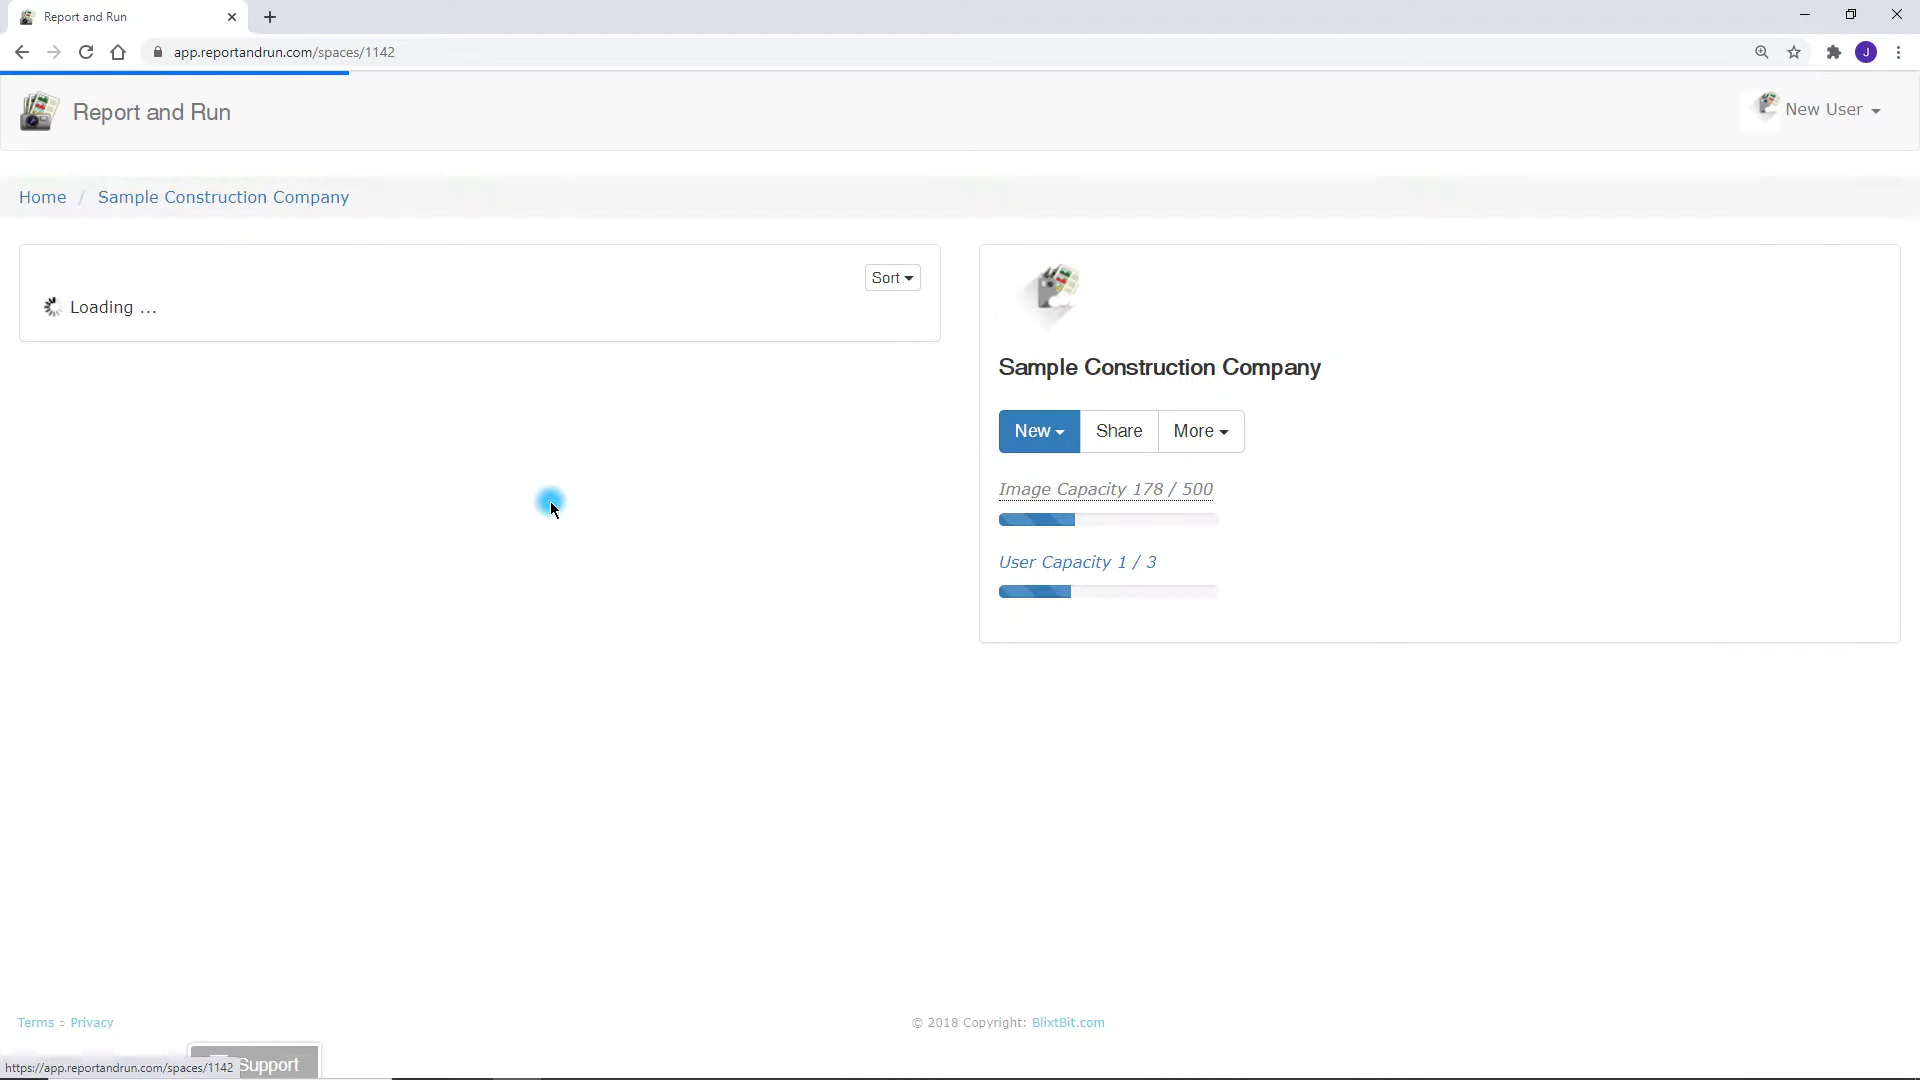 Report and Run
app.reportandrun.com/spaces/1142
J
Report and Run
New User
Home / Sample Construction Company
Sort
Loading ...
Sample Construction Company
New
Share
More
Image Capacity 178 / 500
User Capacity 1 / 3
Terms - Privacy
© 2018 Copyright: BlixtBit.com
https://app.reportandrun.com/spaces/1142
Support